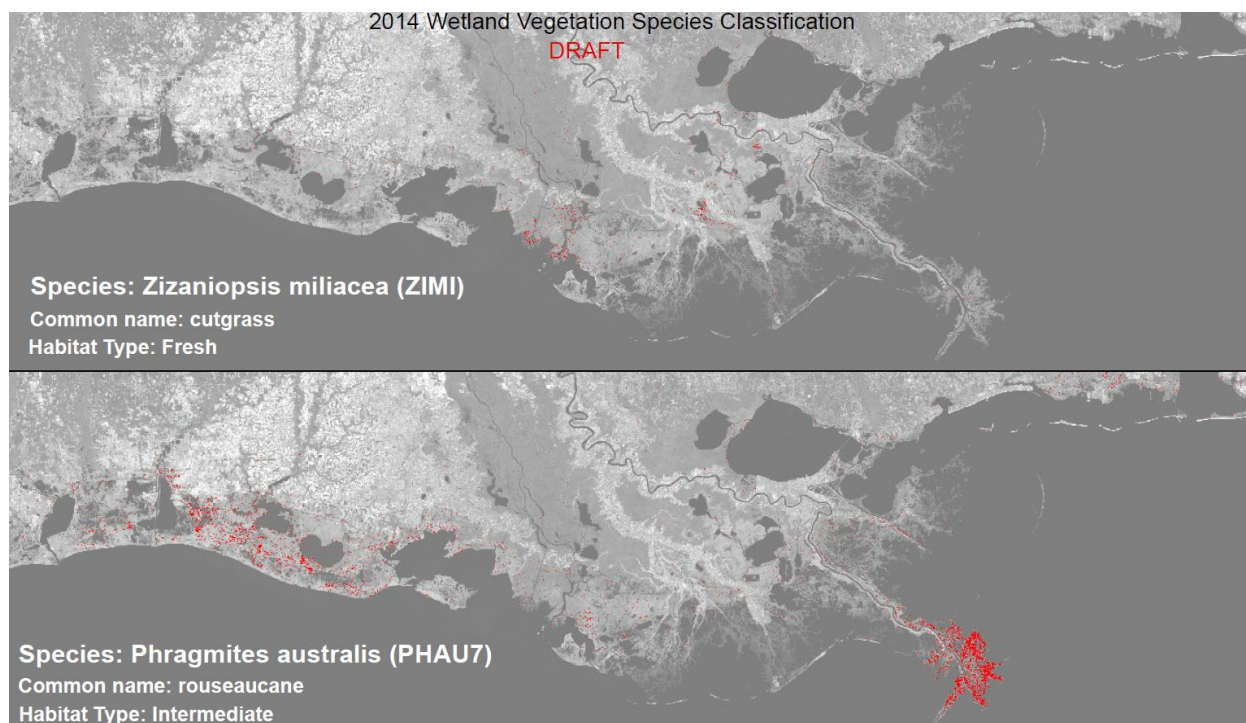 2014 Wetland Vegetation Species Classification
DRAFT
Species: Zizaniopsis miliacea (ZIMI)
Common name: cutgrass
Habitat Type: Fresh
Species: Phragmites australis (PHAU7)
Common name: rouseaucane
Habitat Type: Intermediate